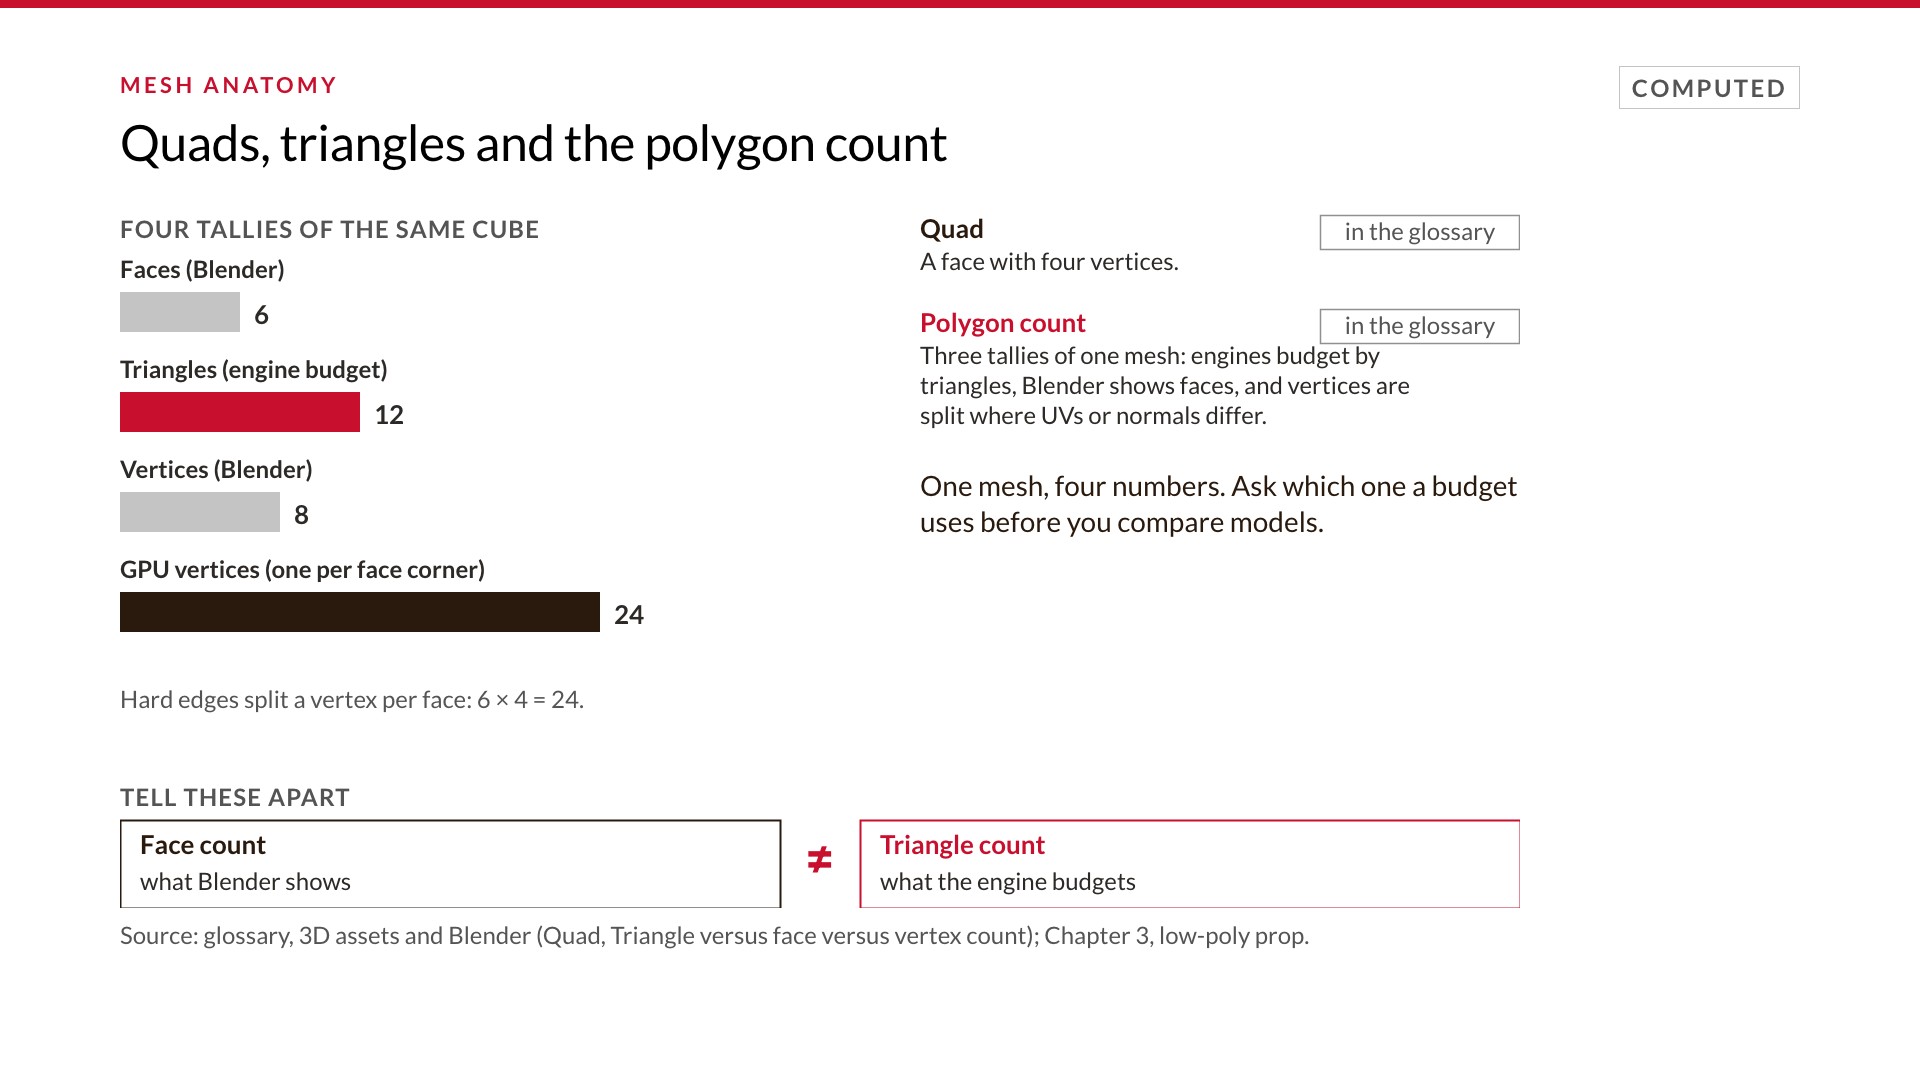 MESH ANATOMY
COMPUTED
Quads, triangles and the polygon count
FOUR TALLIES OF THE SAME CUBE
Faces (Blender)
6
Triangles (engine budget)
12
Vertices (Blender)
8
GPU vertices (one per face corner)
24
Hard edges split a vertex per face: 6 × 4 = 24.
Quad
in the glossary
A face with four vertices.
Polygon count
in the glossary
Three tallies of one mesh: engines budget by
triangles, Blender shows faces, and vertices are
split where UVs or normals differ.
One mesh, four numbers. Ask which one a budget
uses before you compare models.
TELL THESE APART
Face count
what Blender shows
≠
Triangle count
what the engine budgets
Source: glossary, 3D assets and Blender (Quad, Triangle versus face versus vertex count); Chapter 3, low-poly prop.